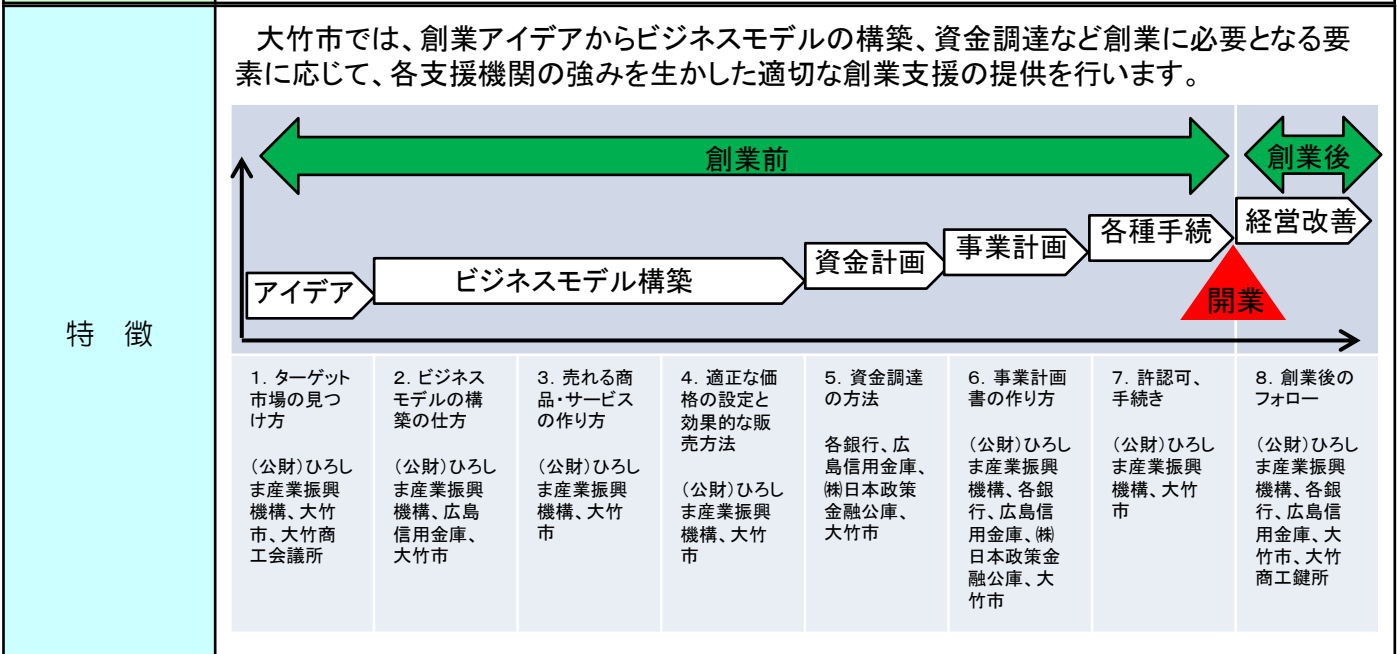 特　徴
大竹市では、創業アイデアからビジネスモデルの構築、資金調達など創業に必要となる要
素に応じて、各支援機関の強みを生かした適切な創業支援の提供を行います。
創業前
創業後
アイデア
ビジネスモデル構築
資金計画
事業計画
各種手続
経営改善
開業
1．ターゲット
市場の見つ
け方
（公財）ひろし
ま産業振興
機構、大竹
市、大竹商
工会議所
2．ビジネス
モデルの構
築の仕方
（公財）ひろし
ま産業振興
機構、広島
信用金庫、
大竹市
3．売れる商
品・サービス
の作り方
（公財）ひろし
ま産業振興
機構、大竹
市
4．適正な価
格の設定と
効果的な販
売方法
（公財）ひろし
ま産業振興
機構、大竹
市
5．資金調達
の方法
各銀行、広
島信用金庫、
㈱日本政策
金融公庫、
大竹市
6．事業計画
書の作り方
（公財）ひろし
ま産業振興
機構、各銀
行、広島信
用金庫、㈱
日本政策金
融公庫、大
竹市
7．許認可、
手続き
（公財）ひろし
ま産業振興
機構、大竹
市
8．創業後の
フォロー
（公財）ひろし
ま産業振興
機構、各銀
行、広島信
用金庫、大
竹市、大竹
商工鍵所